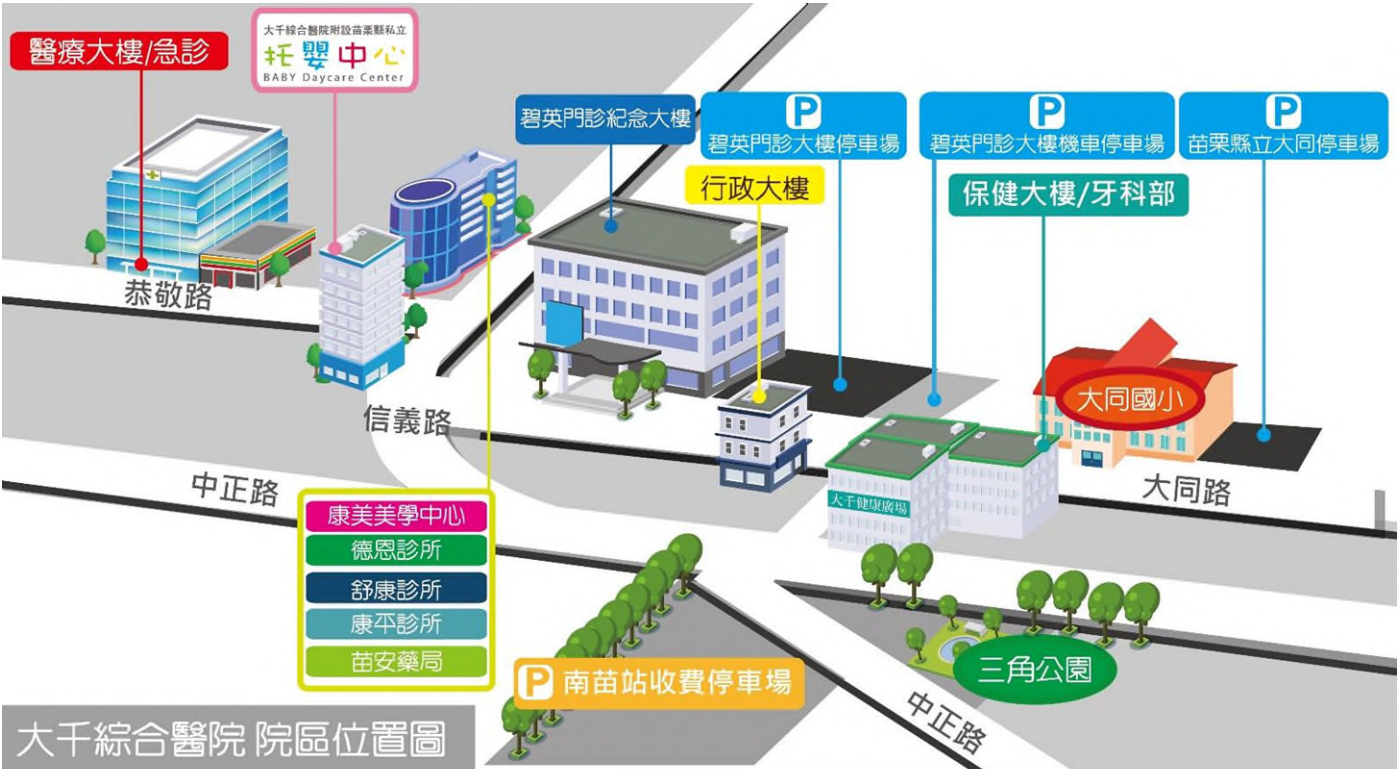 醫療大樓/急診
大千綜合醫院附設苗栗縣私立
托嬰中心
BABY Daycare Center
碧英門診紀念大樓
P
碧英門診大樓停車場
P
碧英門診大樓機車停車場
P
苗栗縣立大同停車場
行政大樓
保健大樓/牙科部
恭敬路
信義路
中正路
大同國小
大同路
大千健康廣場
康美美學中心
德恩診所
舒康診所
康平診所
苗安藥局
P 南苗站收費停車場
三角公園
中正路
大千綜合醫院 院區位置圖